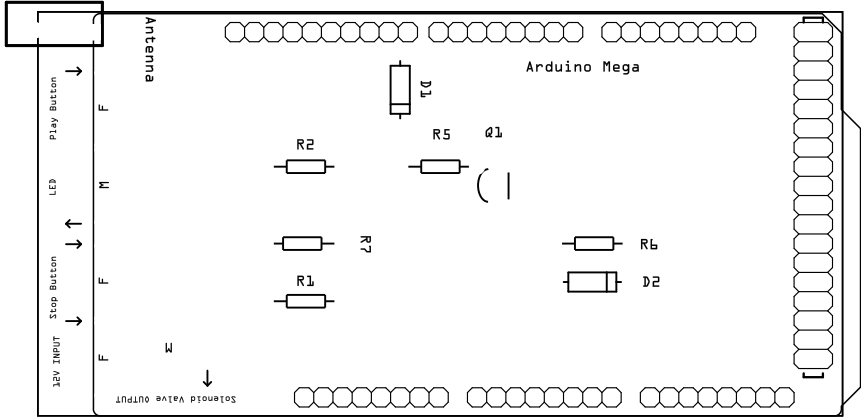 Antenna
Arduino Mega
Play Button
F
D1
R5
Q1
R2
LED
M
R7
R6
Stop Button
F
R1
D2
12V INPUT
F
M
Solenoid Valve OUTPUT